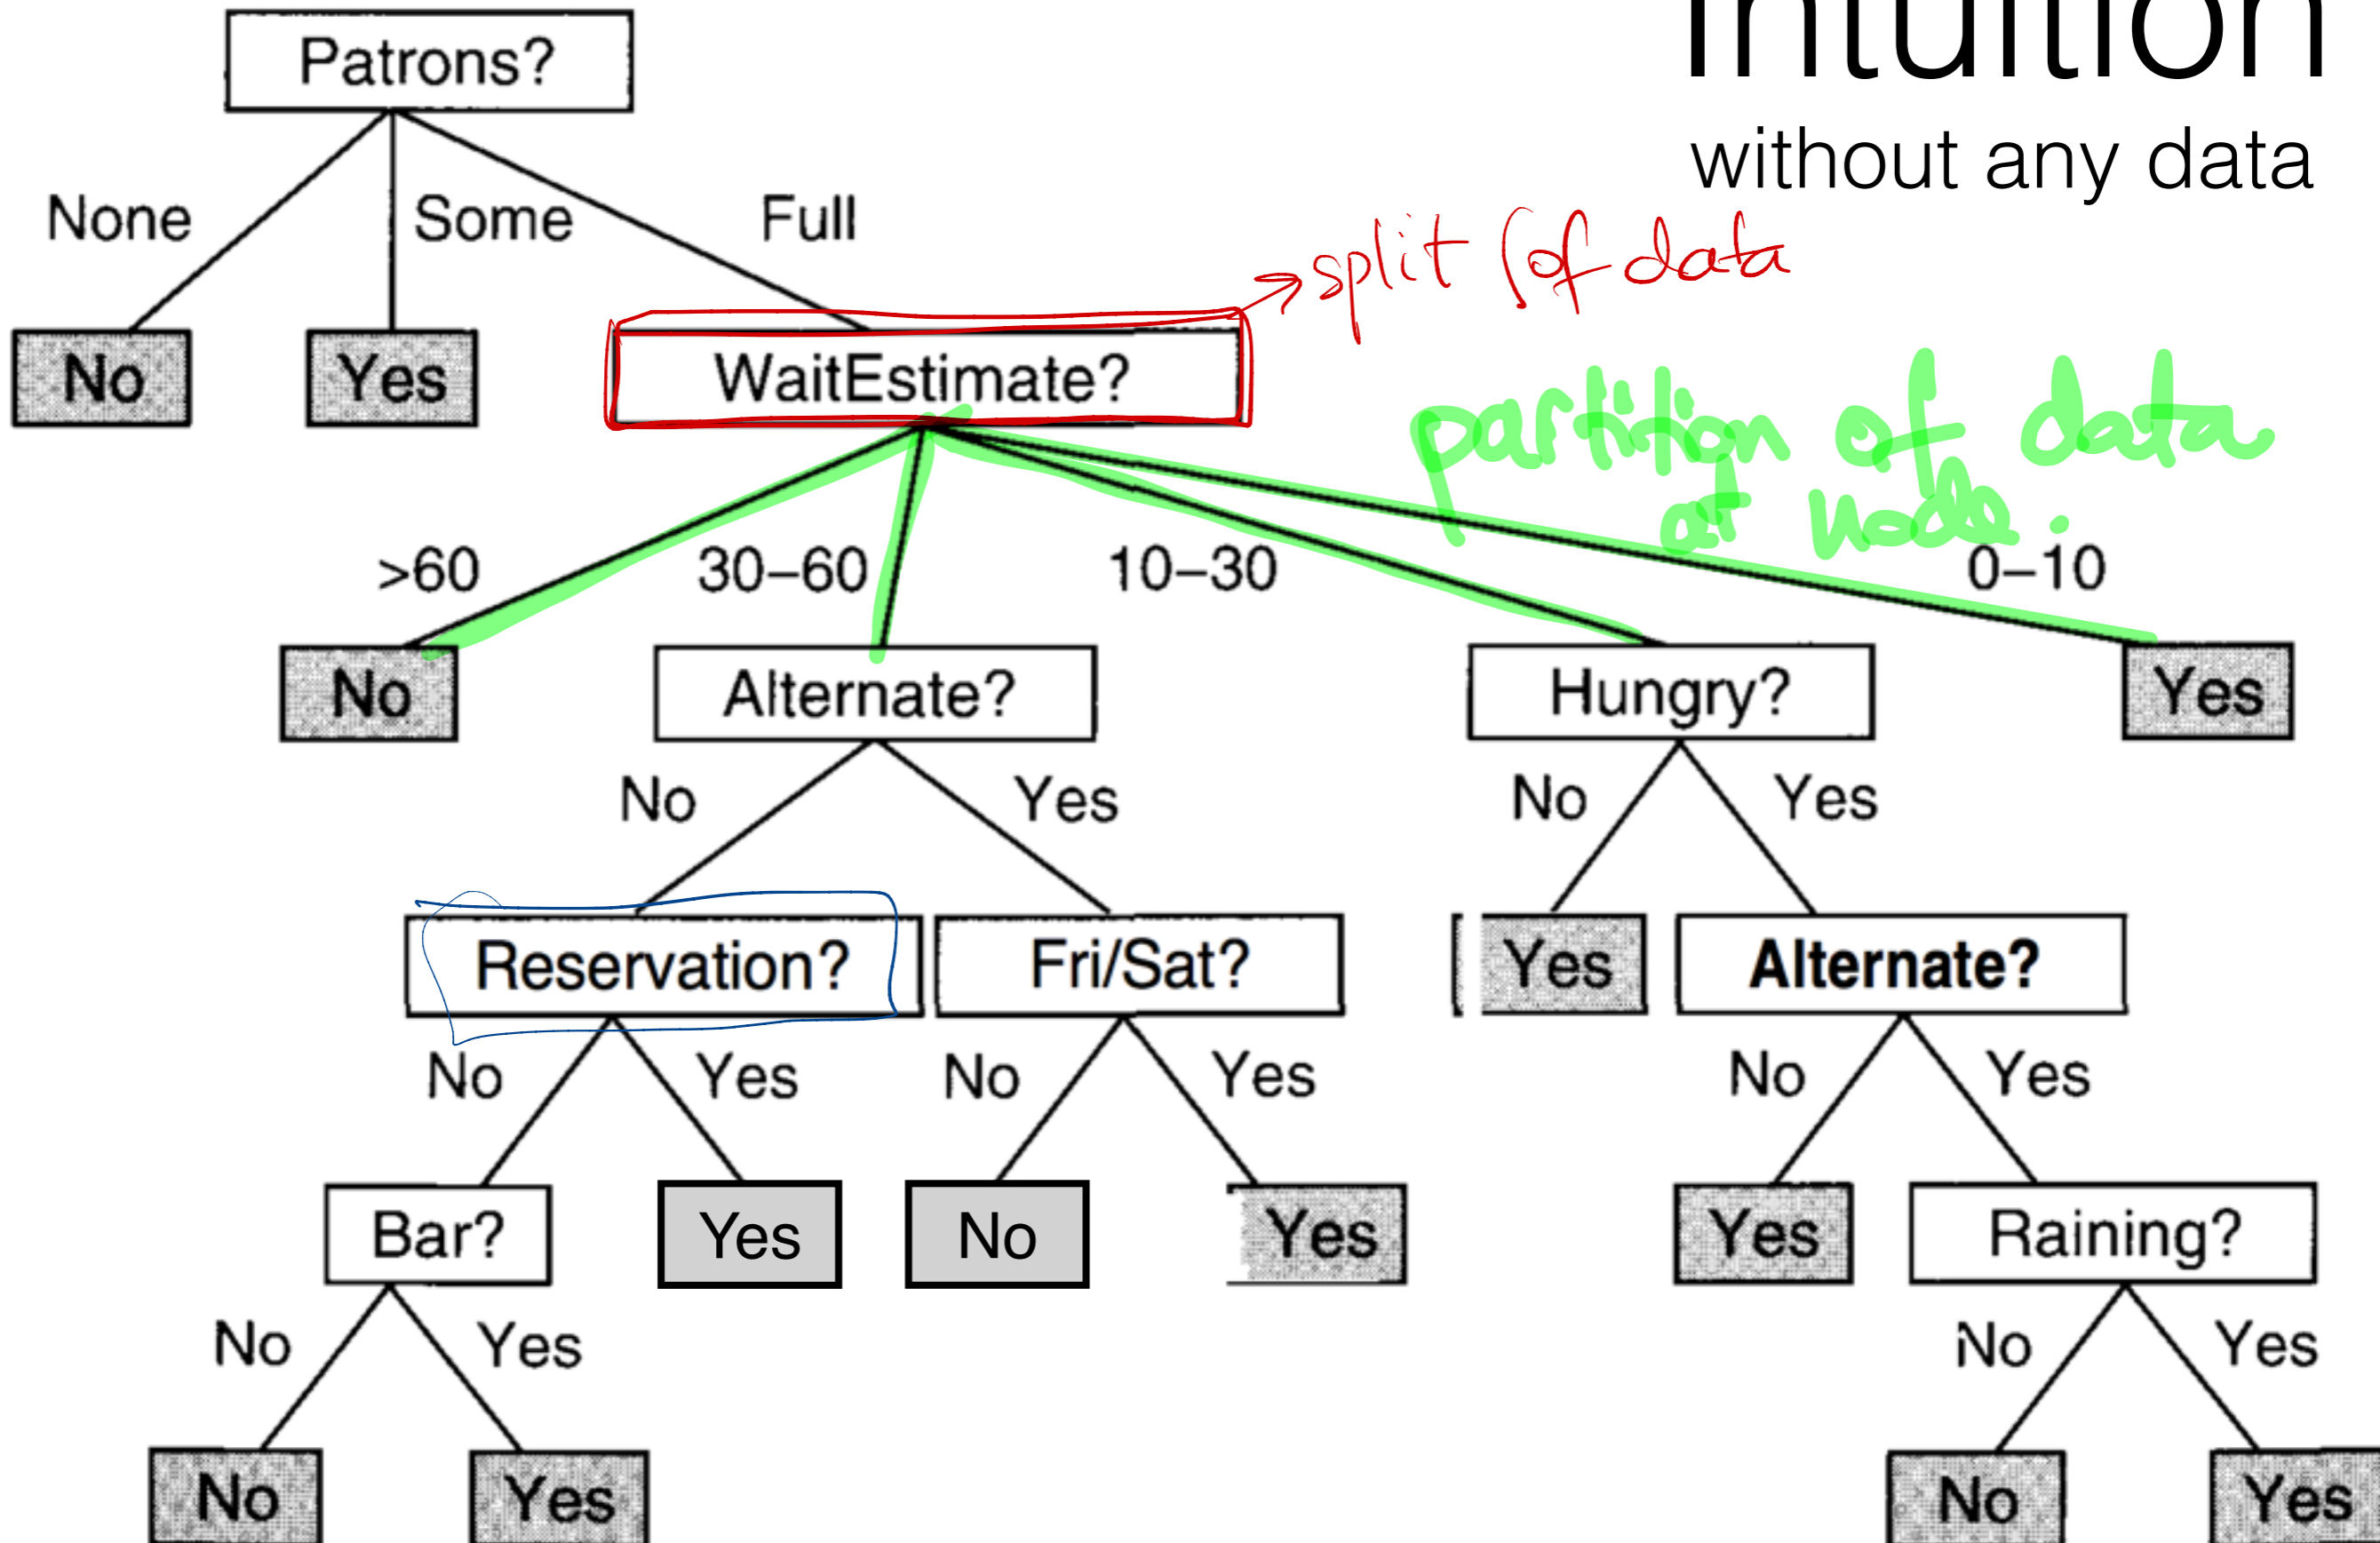 Intuition
without any data
Patrons?
None Some Full
split (of data
No Yes WaitEstimate?
partition of data
at node.
>60 30–60 10–30 0–10
No Alternate? Hungry? Yes
No Yes No Yes
Reservation? Fri/Sat? Yes Alternate?
No Yes No Yes No Yes
Bar? Yes No Yes Yes Raining?
No Yes No Yes
No Yes No Yes